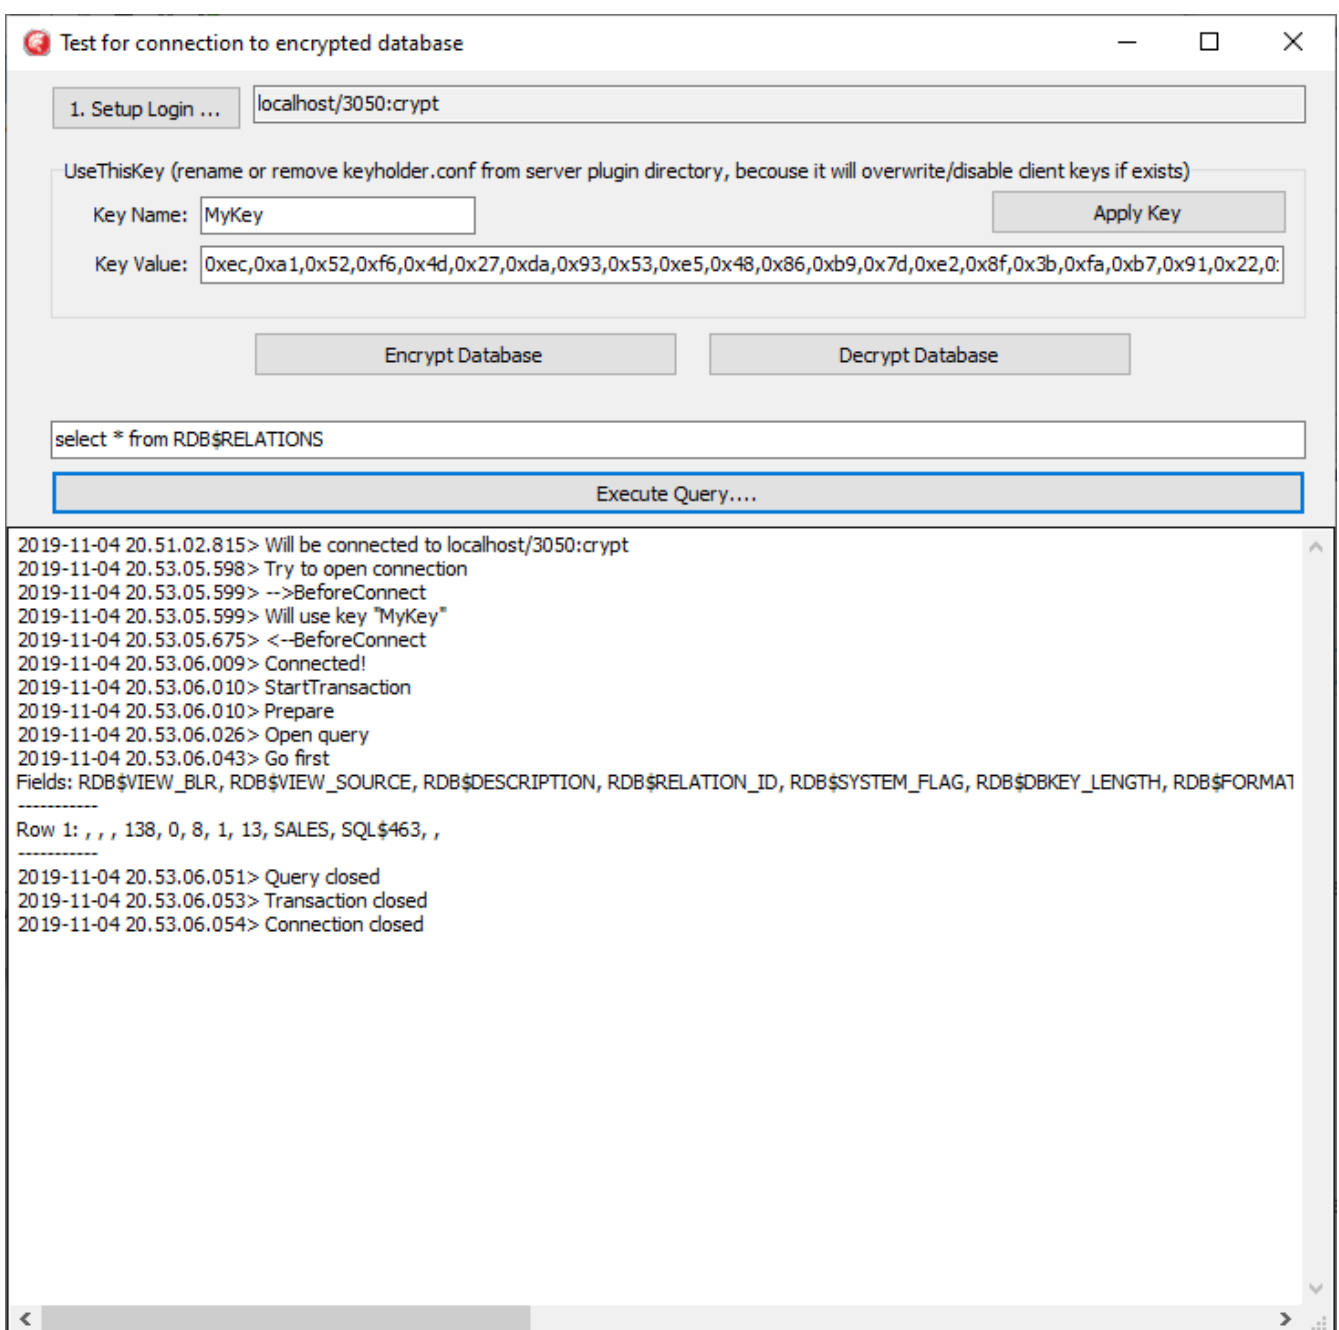 Test for connection to encrypted database
1. Setup Login ...
localhost/3050:crypt
UseThisKey (rename or remove keyholder.conf from server plugin directory, becouse it will overwrite/disable client keys if exists)
Key Name: MyKey
Apply Key
Key Value: 0xec,0xa1,0x52,0xf6,0x4d,0x27,0xda,0x93,0x53,0xe5,0x48,0x86,0xb9,0x7d,0xe2,0x8f,0x3b,0xfa,0xb7,0x91,0x22,0
Encrypt Database
Decrypt Database
select * from RDB$RELATIONS
Execute Query....
2019-11-04 20.51.02.815> Will be connected to localhost/3050:crypt
2019-11-04 20.53.05.598> Try to open connection
2019-11-04 20.53.05.599> -->BeforeConnect
2019-11-04 20.53.05.599> Will use key "MyKey"
2019-11-04 20.53.05.675> <--BeforeConnect
2019-11-04 20.53.06.009> Connected!
2019-11-04 20.53.06.010> StartTransaction
2019-11-04 20.53.06.010> Prepare
2019-11-04 20.53.06.026> Open query
2019-11-04 20.53.06.043> Go first
Fields: RDB$VIEW_BLR, RDB$VIEW_SOURCE, RDB$DESCRIPTION, RDB$RELATION_ID, RDB$SYSTEM_FLAG, RDB$DBKEY_LENGTH, RDB$FORMAT
-----------
Row 1: , , , 138, 0, 8, 1, 13, SALES, SQL$463, ,
-----------
2019-11-04 20.53.06.051> Query closed
2019-11-04 20.53.06.053> Transaction closed
2019-11-04 20.53.06.054> Connection closed